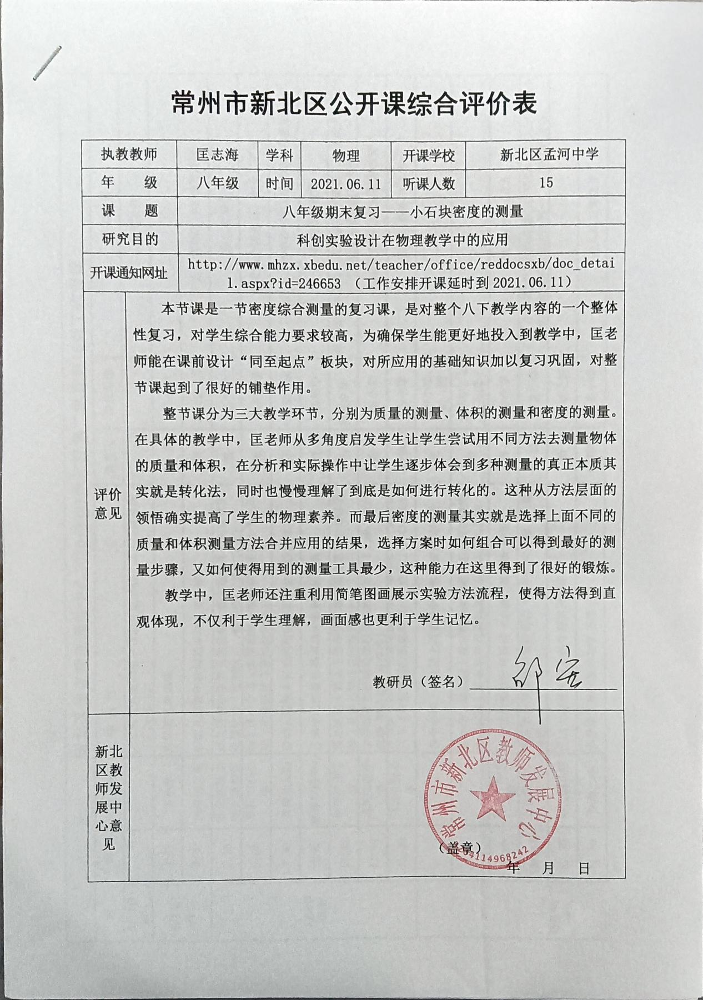 常州市新北区公开课综合评价表
执教教师 匡志海 学科 物理 开课学校 新北区孟河中学
年 级 八年级 时间 2021.06.11 听课人数 15
课 题 八年级期末复习——小石块密度的测量
研究目的 科创实验设计在物理教学中的应用
开课通知网址 http://www.mhzx.xbedu.net/teacher/office/reddocsxb/doc_detai
l.aspx?id=246653 （工作安排开课延时到 2021.06.11）
本节课是一节密度综合测量的复习课，是对整个八下教学内容的一个整体
性复习，对学生综合能力要求较高，为确保学生能更好地投入到教学中，匡老
师能在课前设计“同至起点”板块，对所应用的基础知识加以复习巩固，对整
节课起到了很好的铺垫作用。
整节课分为三大教学环节，分别为质量的测量、体积的测量和密度的测量。
在具体的教学中，匡老师从多角度启发学生让学生尝试用不同方法去测量物体
的质量和体积，在分析和实际操作中让学生逐步体会到多种测量的真正本质其
实就是转化法，同时也慢慢理解了到底是如何进行转化的。这种从方法层面的
领悟确实提高了学生的物理素养。而最后密度的测量其实就是选择上面不同的
质量和体积测量方法合并应用的结果，选择方案时如何组合可以得到最好的测
量步骤，又如何使得用到的测量工具最少，这种能力在这里得到了很好的锻炼。
教学中，匡老师还注重利用简笔图画展示实验方法流程，使得方法得到直
观体现，不仅利于学生理解，画面感也更利于学生记忆。
评价
意见
教研员（签名） 邵
新北
区教
师发
展中
心意
见
常州市新北区教师发展中心
（盖章）
年 月 日